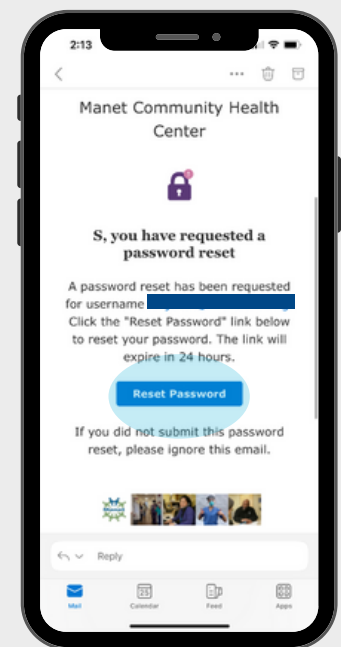 2:13
Manet Community Health
Center
S, you have requested a
password reset
A password reset has been requested
for username
Click the "Reset Password" link below
to reset your password. The link will
expire in 24 hours.
Reset Password
If you did not submit this password
reset, please ignore this email.
Reply
25
Mail
Calendar
Feed
Apps